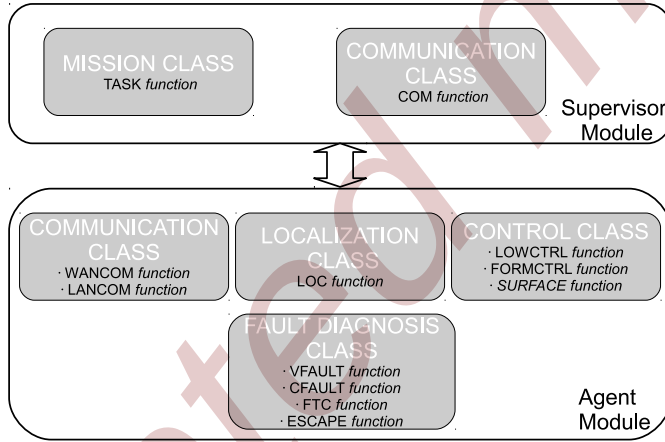 MISSION CLASS
TASK function
COMMUNICATION
CLASS
COM function
Supervisor
Module
COMMUNICATION
CLASS
· WANCOM function
· LANCOM function
LOCALIZATION
CLASS
LOC function
CONTROL CLASS
· LOWCTRL function
· FORMCTRL function
· SURFACE function
FAULT DIAGNOSIS
CLASS
· VFAULT function
· CFAULT function
· FTC function
· ESCAPE function
Agent
Module